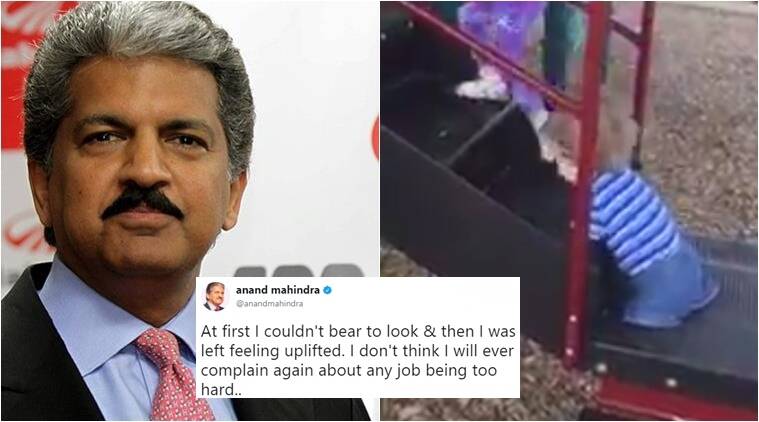 anand mahindra
@anandmahindra
At first I couldn't bear to look & then I was
left feeling uplifted. I don't think I will ever
complain again about any job being too
hard..